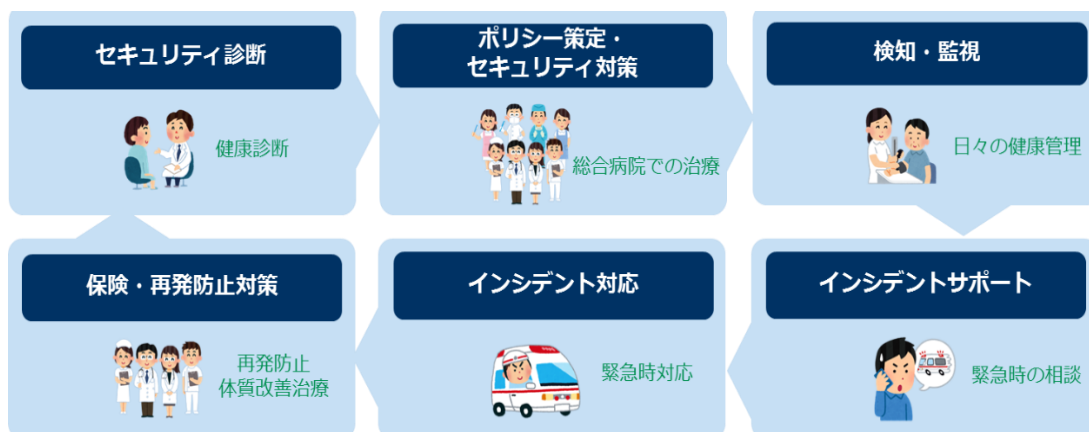 セキュリティ診断
健康診断
ポリシー策定・
セキュリティ対策
総合病院での治療
検知・監視
日々の健康管理
インシデントサポート
緊急時の相談
インシデント対応
緊急時対応
保険・再発防止対策
再発防止
体質改善治療